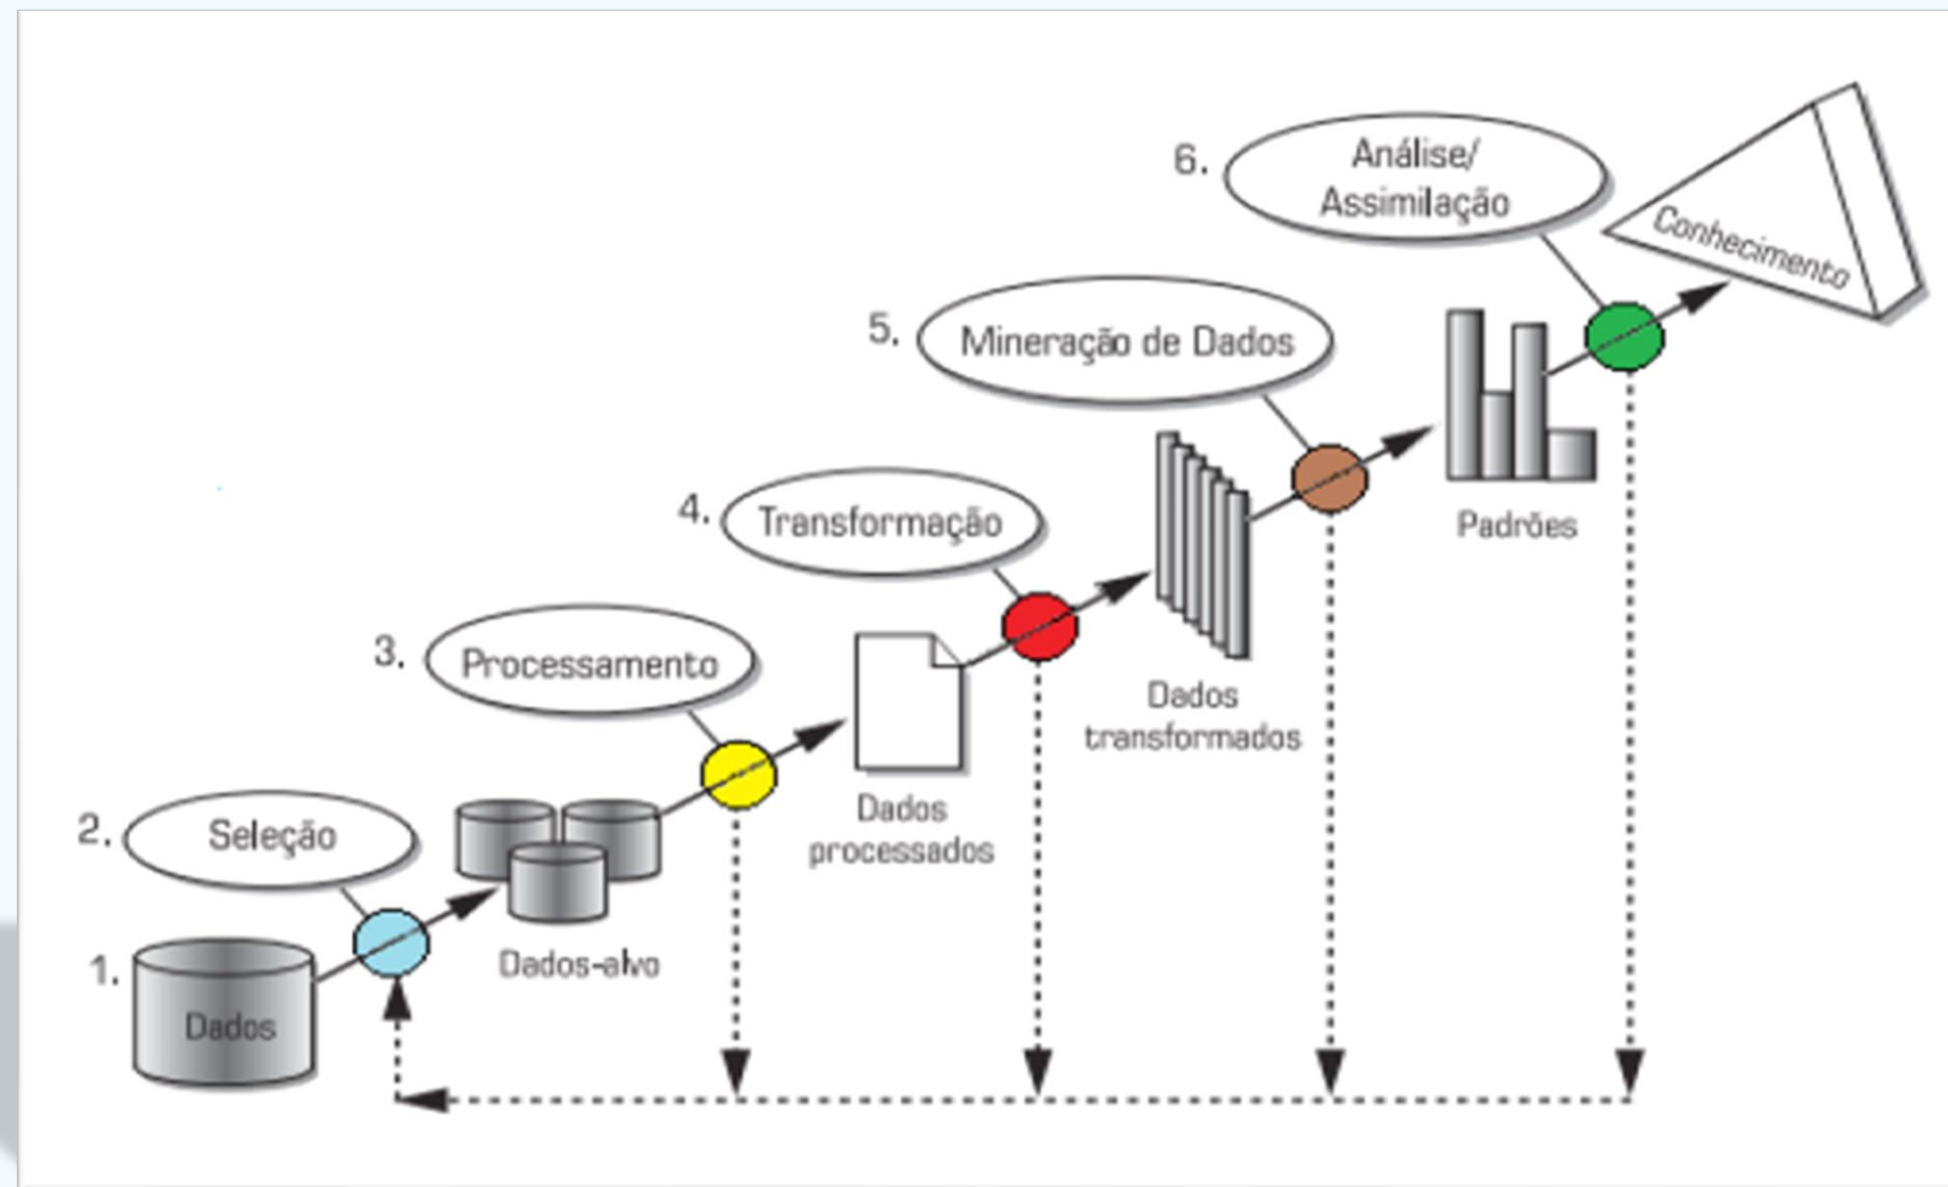 6.
Análise/
Assimilação
Conhecimento
5.
Mineração de Dados
Padrões
4.
Transformação
Dados
transformados
3.
Processamento
Dados
processados
2.
Seleção
Dados-alvo
1.
Dados